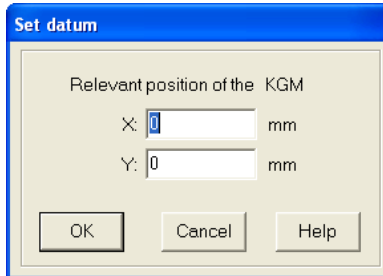 Set datum
Relevant position of the KGM
X: 0 mm
Y: 0 mm
OK Cancel Help